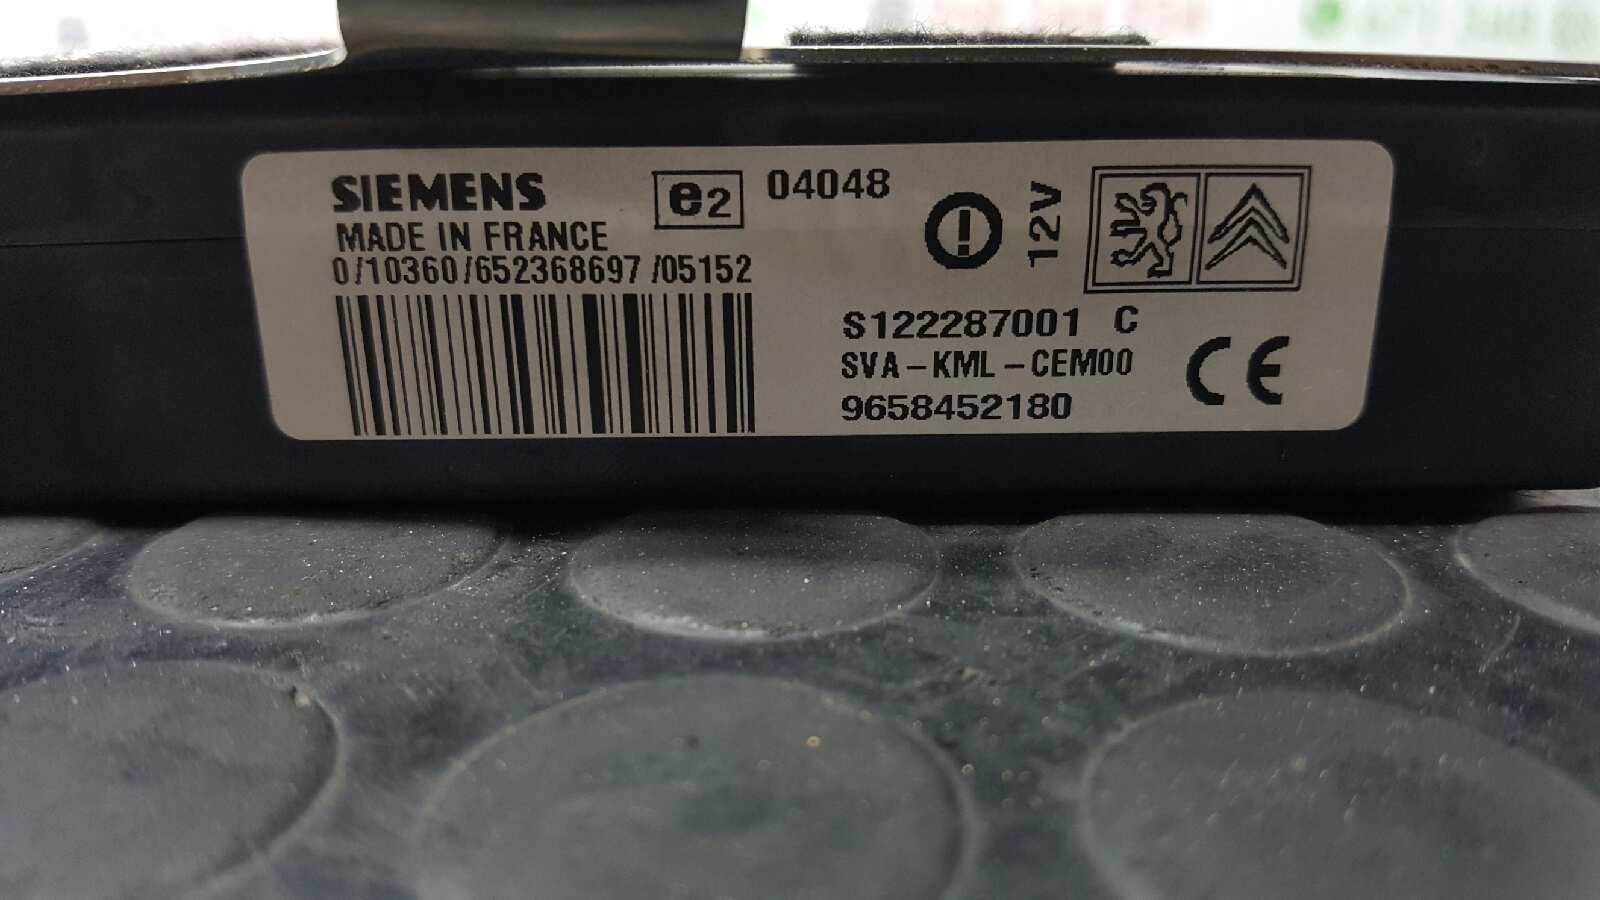 SIEMENS
e2 04048
MADE IN FRANCE
0/10360/652368697 /05152
12V
S122287001 C
SVA-KML-CEM00
CE
9658452180